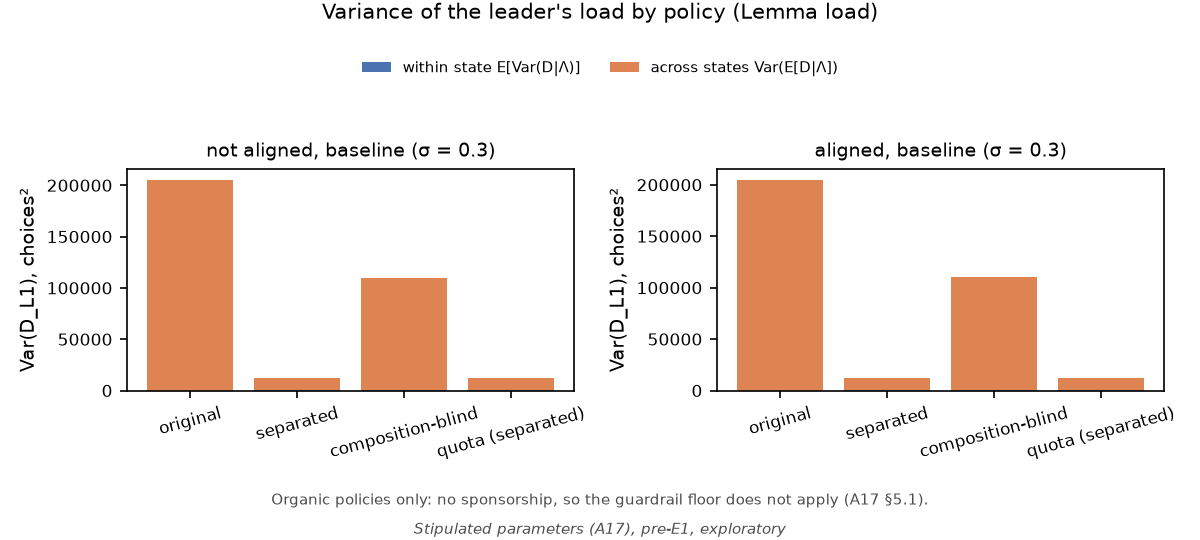 Variance of the leader's load by policy (Lemma load)
within state E[Var(D|Λ)]
across states Var(E[D|Λ])
not aligned, baseline (σ = 0.3)
Var(D_L1), choices²
200000
150000
100000
50000
0
original
separated
composition-blind
quota (separated)
aligned, baseline (σ = 0.3)
Var(D_L1), choices²
200000
150000
100000
50000
0
original
separated
composition-blind
quota (separated)
Organic policies only: no sponsorship, so the guardrail floor does not apply (A17 §5.1).
Stipulated parameters (A17), pre-E1, exploratory